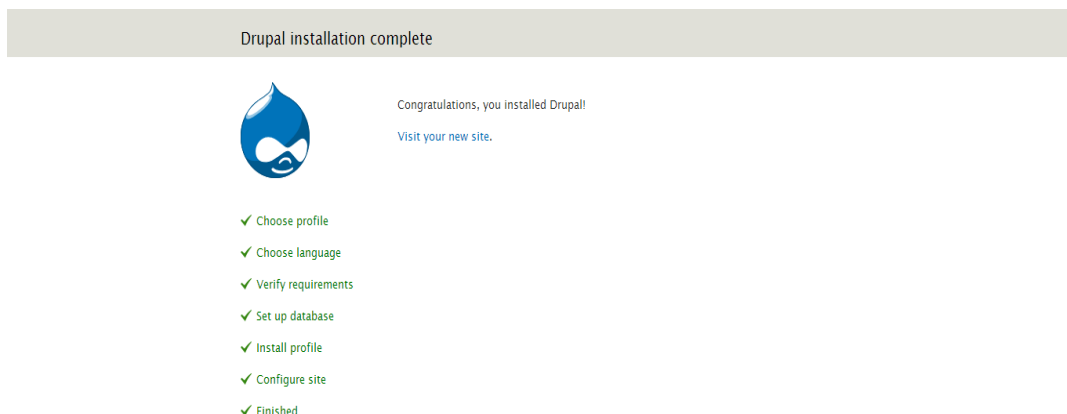 Drupal installation complete
Congratulations, you installed Drupal!
Visit your new site.
Choose profile
Choose language
Verify requirements
Set up database
Install profile
Configure site
Finished